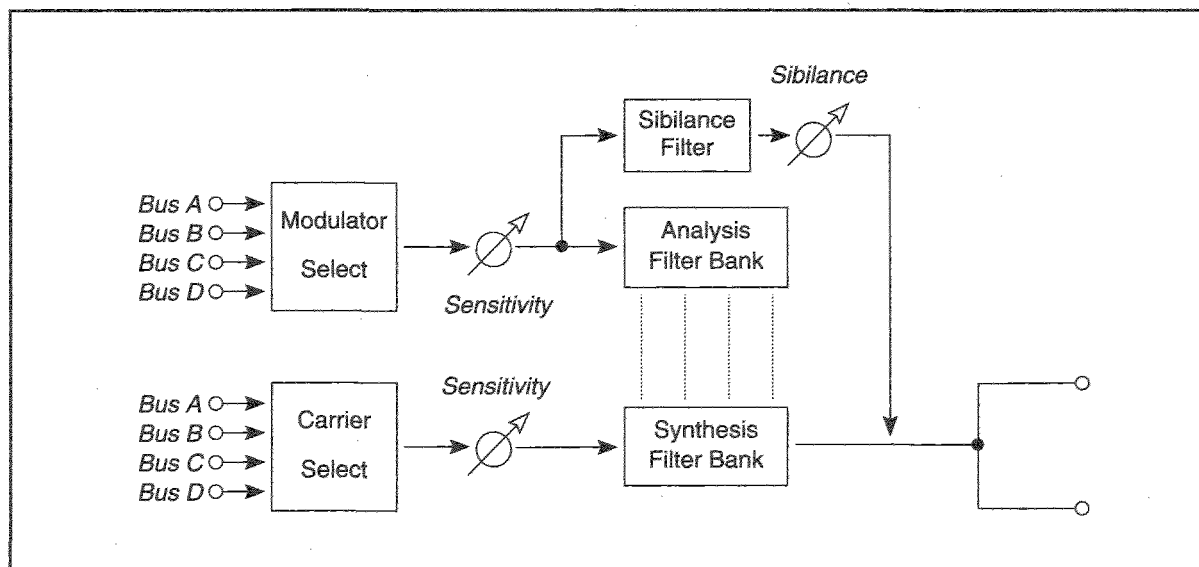 Sibilance
Sibilance
Filter
Bus A
Bus B
Bus C
Bus D
Modulator
Select
Sensitivity
Analysis
Filter Bank
Bus A
Bus B
Bus C
Bus D
Carrier
Select
Sensitivity
Synthesis
Filter Bank